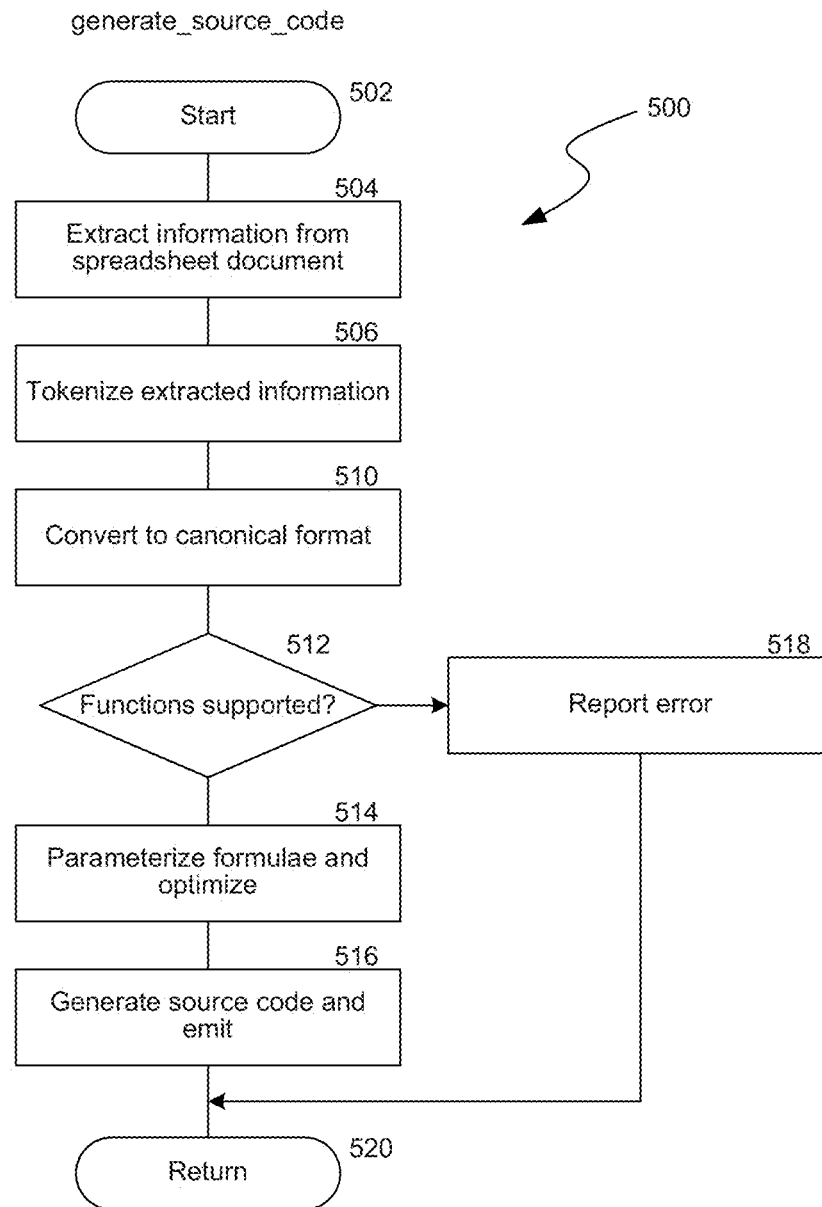 generate_source_code
502
Start
500
504
Extract information from
spreadsheet document
506
Tokenize extracted information
510
Convert to canonical format
512
Functions supported?
518
Report error
514
Parameterize formulae and
optimize
516
Generate source code and
emit
520
Return